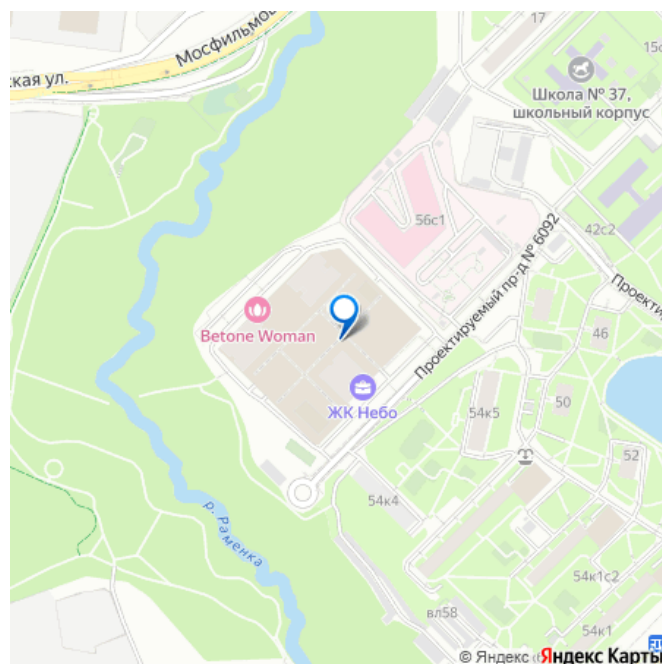 17
Мосфильмов
ская ул.
15с
Школа № 37,
школьный корпус
56с1
42с2
Проектируемый пр-д № 6092
Проектир
Betone Woman
46
ЖК Небо
50
54к5
52
54к4
р. Раменка
54к1с2
вл58
54к1
© Яндекс
Яндекс Карты